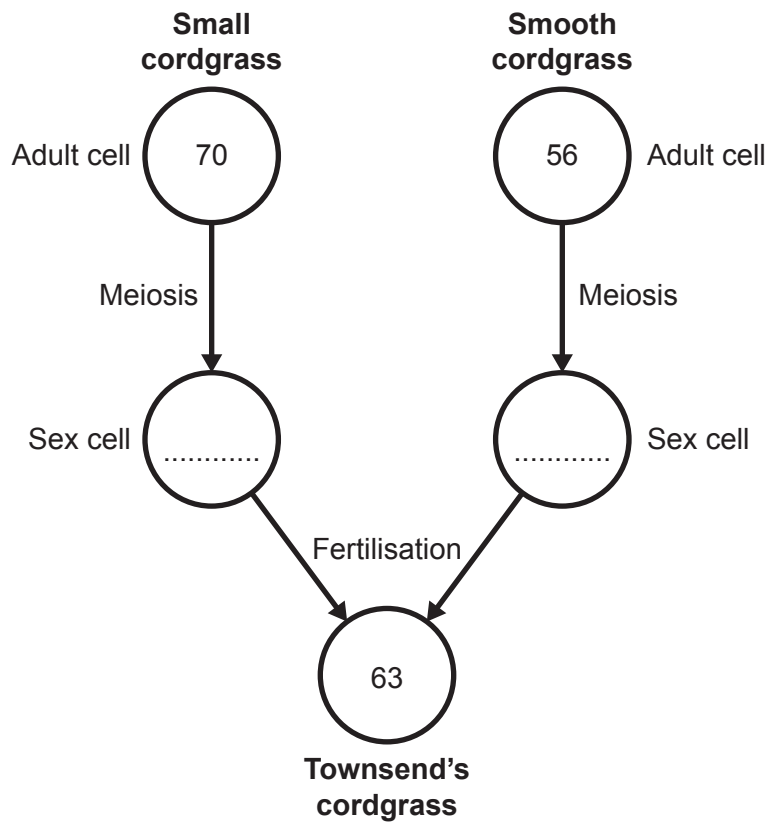 Small
cordgrass
Smooth
cordgrass
Adult cell
70
56
Adult cell
Meiosis
Meiosis
Sex cell
............
............
Sex cell
Fertilisation
63
Townsend's
cordgrass